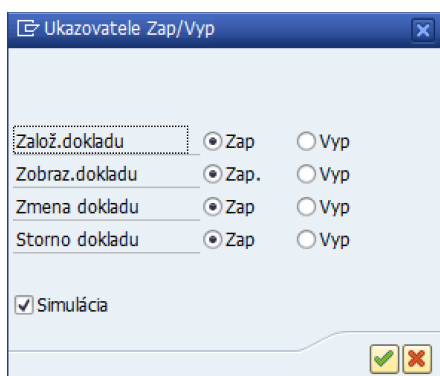 Ukazovatele Zap/Vyp
Založ.dokladu Zap Vyp
Zobraz.dokladu Zap. Vyp
Zmena dokladu Zap Vyp
Storno dokladu Zap Vyp
Simulácia